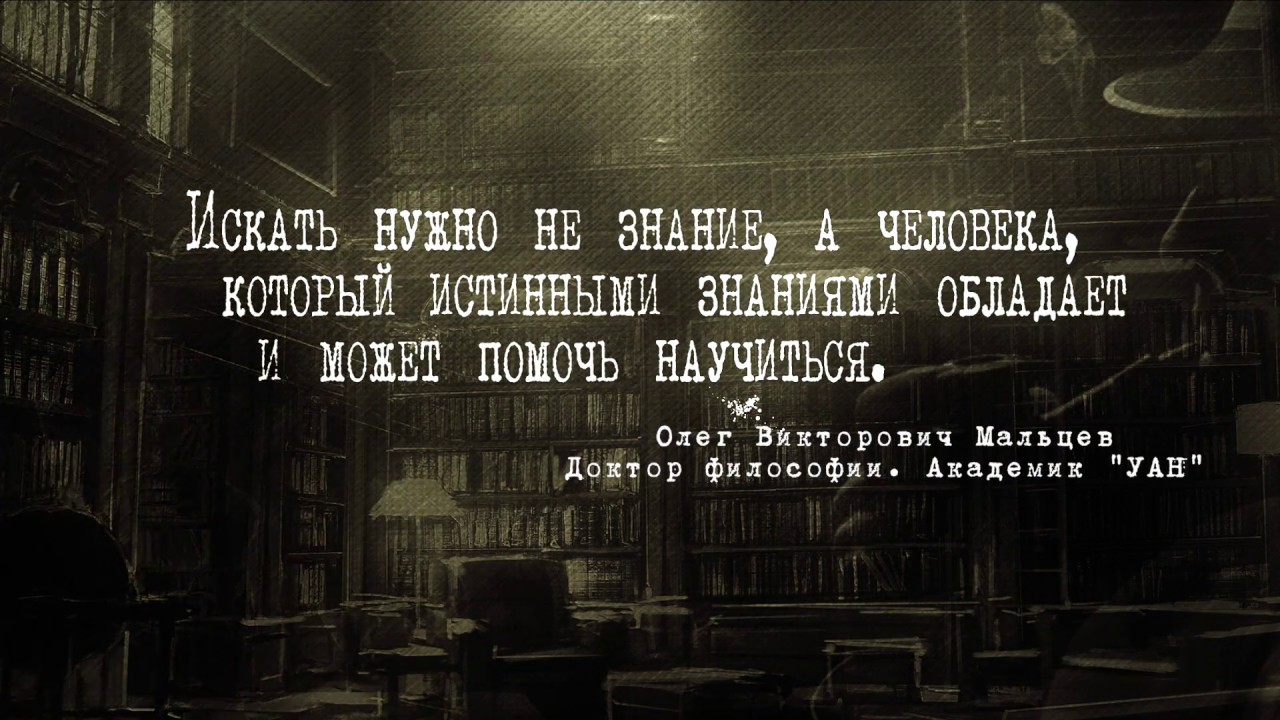 Искать нужно не знание, а человека,
который истинными знаниями обладает
и может помочь научиться.
Олег Викторович Мальцев
Доктор философии. Академик "УАН"